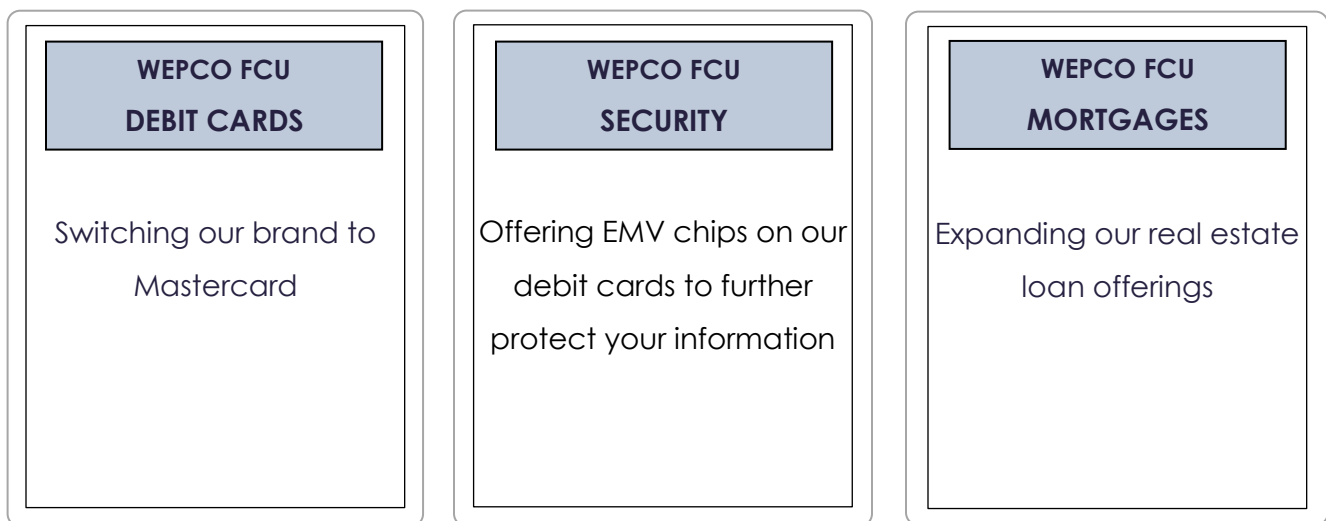 WEPCO FCU
DEBIT CARDS
Switching our brand to
Mastercard
WEPCO FCU
SECURITY
Offering EMV chips on our
debit cards to further
protect your information
WEPCO FCU
MORTGAGES
Expanding our real estate
loan offerings